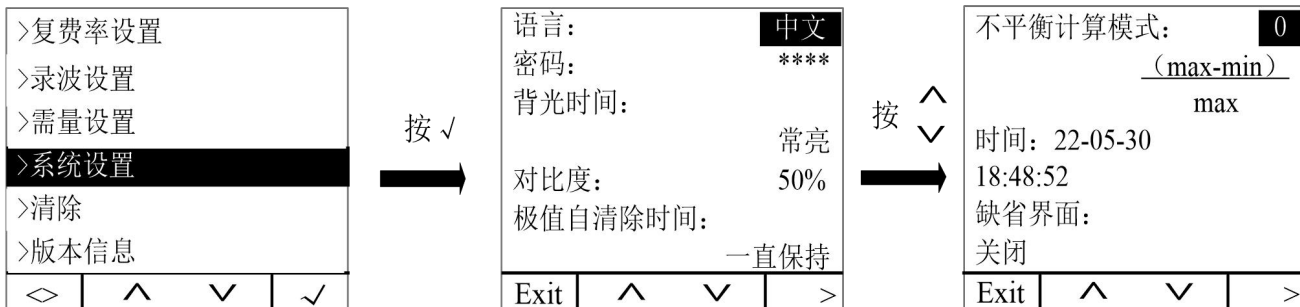 >复费率设置
>录波设置
>需量设置
>系统设置
>清除
>版本信息
<> ∧ ∨ √
按√
语言： 中文
密码： ****
背光时间：
常亮
对比度： 50%
极值自清除时间：
一直保持
Exit ∧ ∨ >
按 ∧ ∨
不平衡计算模式： 0
（max-min）
max
时间：22-05-30
18:48:52
缺省界面：
关闭
Exit ∧ ∨ >